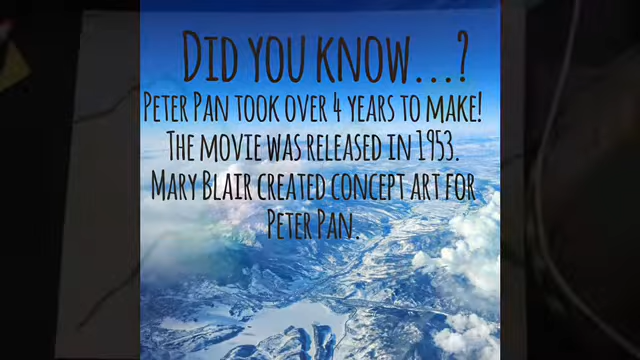 Did you know...?
Peter Pan took over 4 years to make!
The movie was released in 1953.
Mary Blair created concept art for
Peter Pan.